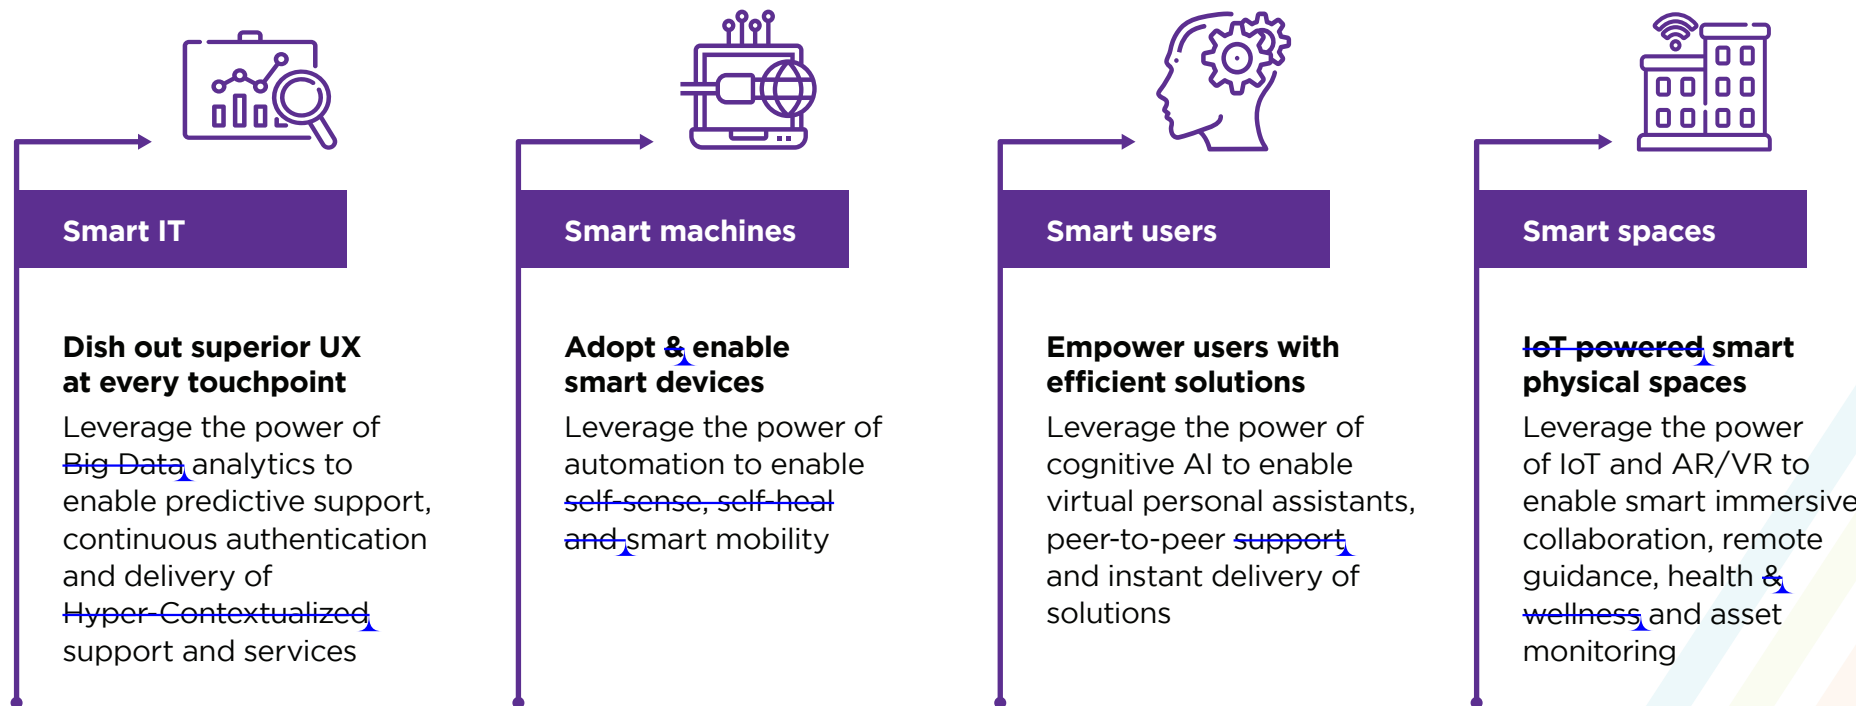 Smart IT
Dish out superior UX
at every touchpoint
Leverage the power of
Big Data analytics to
enable predictive support,
continuous authentication
and delivery of
Hyper-Contextualized
support and services
Smart machines
Adopt & enable
smart devices
Leverage the power of
automation to enable
self-sense, self-heal
and smart mobility
Smart users
Empower users with
efficient solutions
Leverage the power of
cognitive AI to enable
virtual personal assistants,
peer-to-peer support
and instant delivery of
solutions
Smart spaces
IoT powered smart
physical spaces
Leverage the power
of IoT and AR/VR to
enable smart immersive
collaboration, remote
guidance, health &
wellness and asset
monitoring